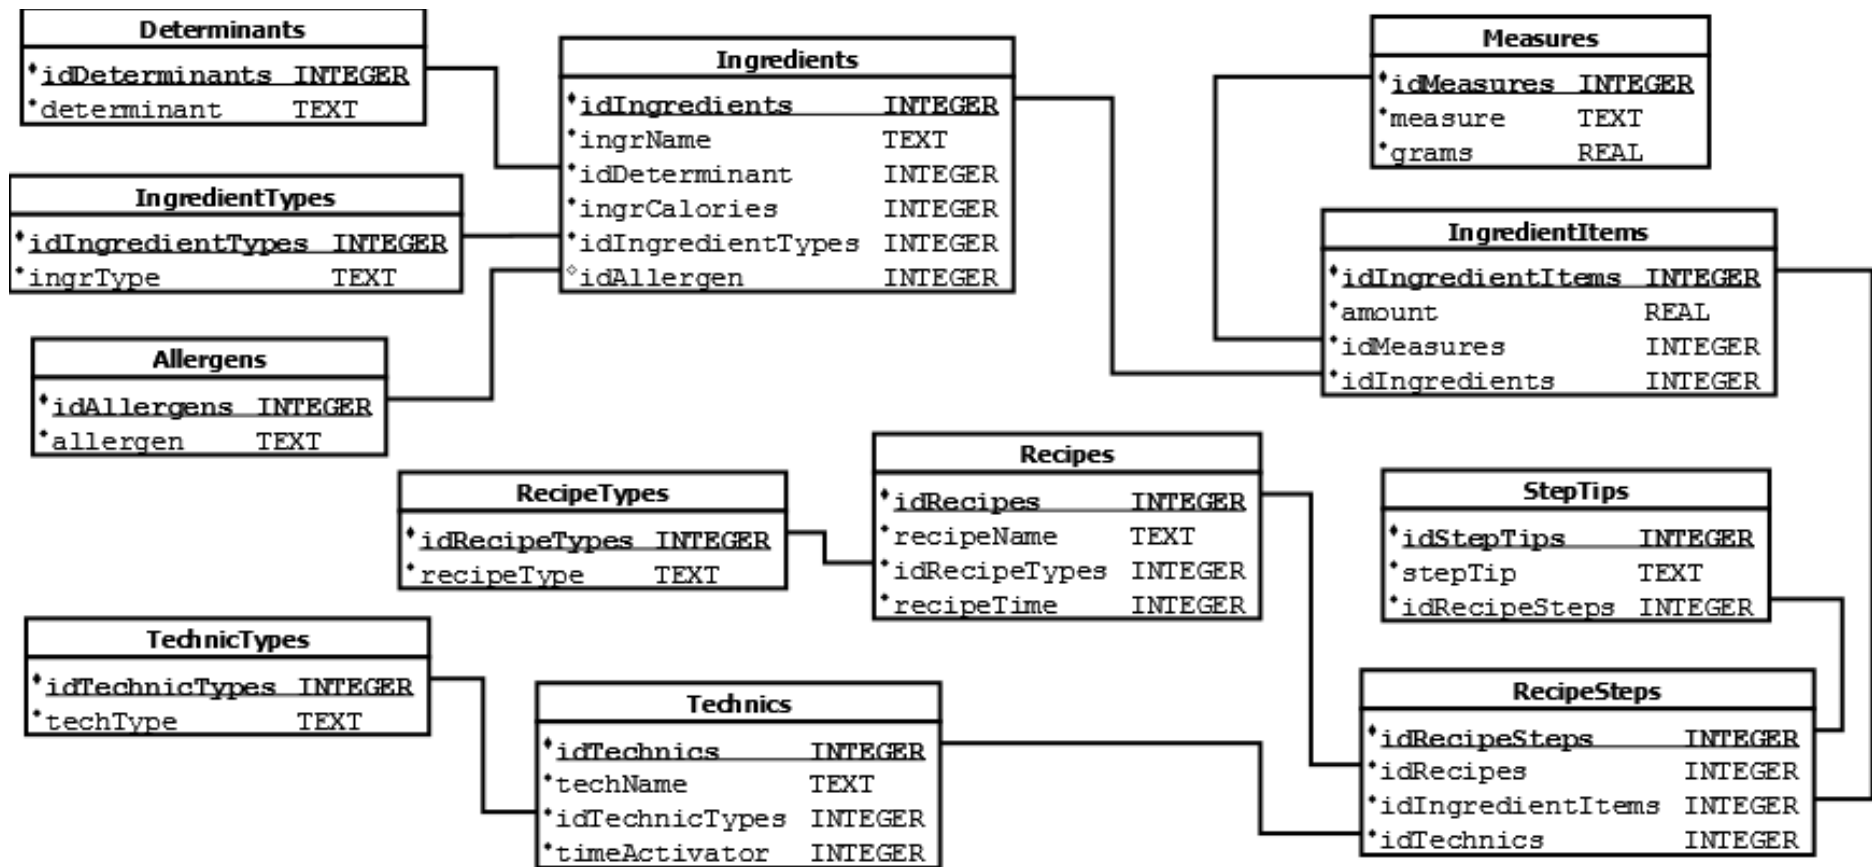 Determinants
idDeterminants INTEGER
determinant TEXT
Ingredients
idIngredients INTEGER
ingrName TEXT
idDeterminant INTEGER
ingrCalories INTEGER
idIngredientTypes INTEGER
idAllergen INTEGER
Measures
idMeasures INTEGER
measure TEXT
grams REAL
IngredientTypes
idIngredientTypes INTEGER
ingrType TEXT
IngredientItems
idIngredientItems INTEGER
amount REAL
idMeasures INTEGER
idIngredients INTEGER
Allergens
idAllergens INTEGER
allergen TEXT
RecipeTypes
idRecipeTypes INTEGER
recipeType TEXT
Recipes
idRecipes INTEGER
recipeName TEXT
idRecipeTypes INTEGER
recipeTime INTEGER
StepTips
idStepTips INTEGER
stepTip TEXT
idRecipeSteps INTEGER
TechnicTypes
idTechnicTypes INTEGER
techType TEXT
Technics
idTechnics INTEGER
techName TEXT
idTechnicTypes INTEGER
timeActivator INTEGER
RecipeSteps
idRecipeSteps INTEGER
idRecipes INTEGER
idIngredientItems INTEGER
idTechnics INTEGER